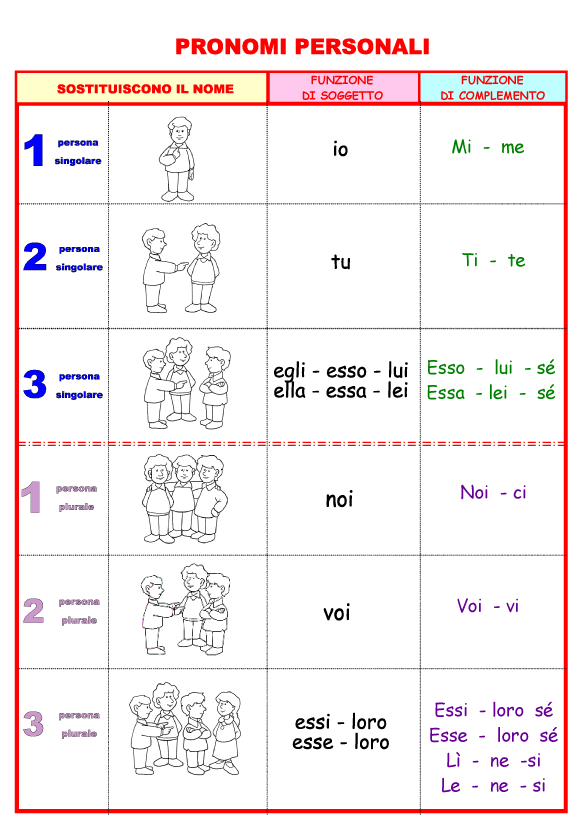 PRONOMI PERSONALI
SOSTITUISCONO IL NOME
FUNZIONE
DI SOGGETTO
FUNZIONE
DI COMPLEMENTO
1 persona
singolare
io
Mi - me
2 persona
singolare
tu
Ti - te
3 persona
singolare
egli - esso - lui
ella - essa - lei
Esso - lui - sé
Essa - lei - sé
1 persona
plurale
noi
Noi - ci
2 persona
plurale
voi
Voi - vi
3 persona
plurale
essi - loro
esse - loro
Essi - loro sé
Esse - loro sé
Lì - ne -si
Le - ne - si